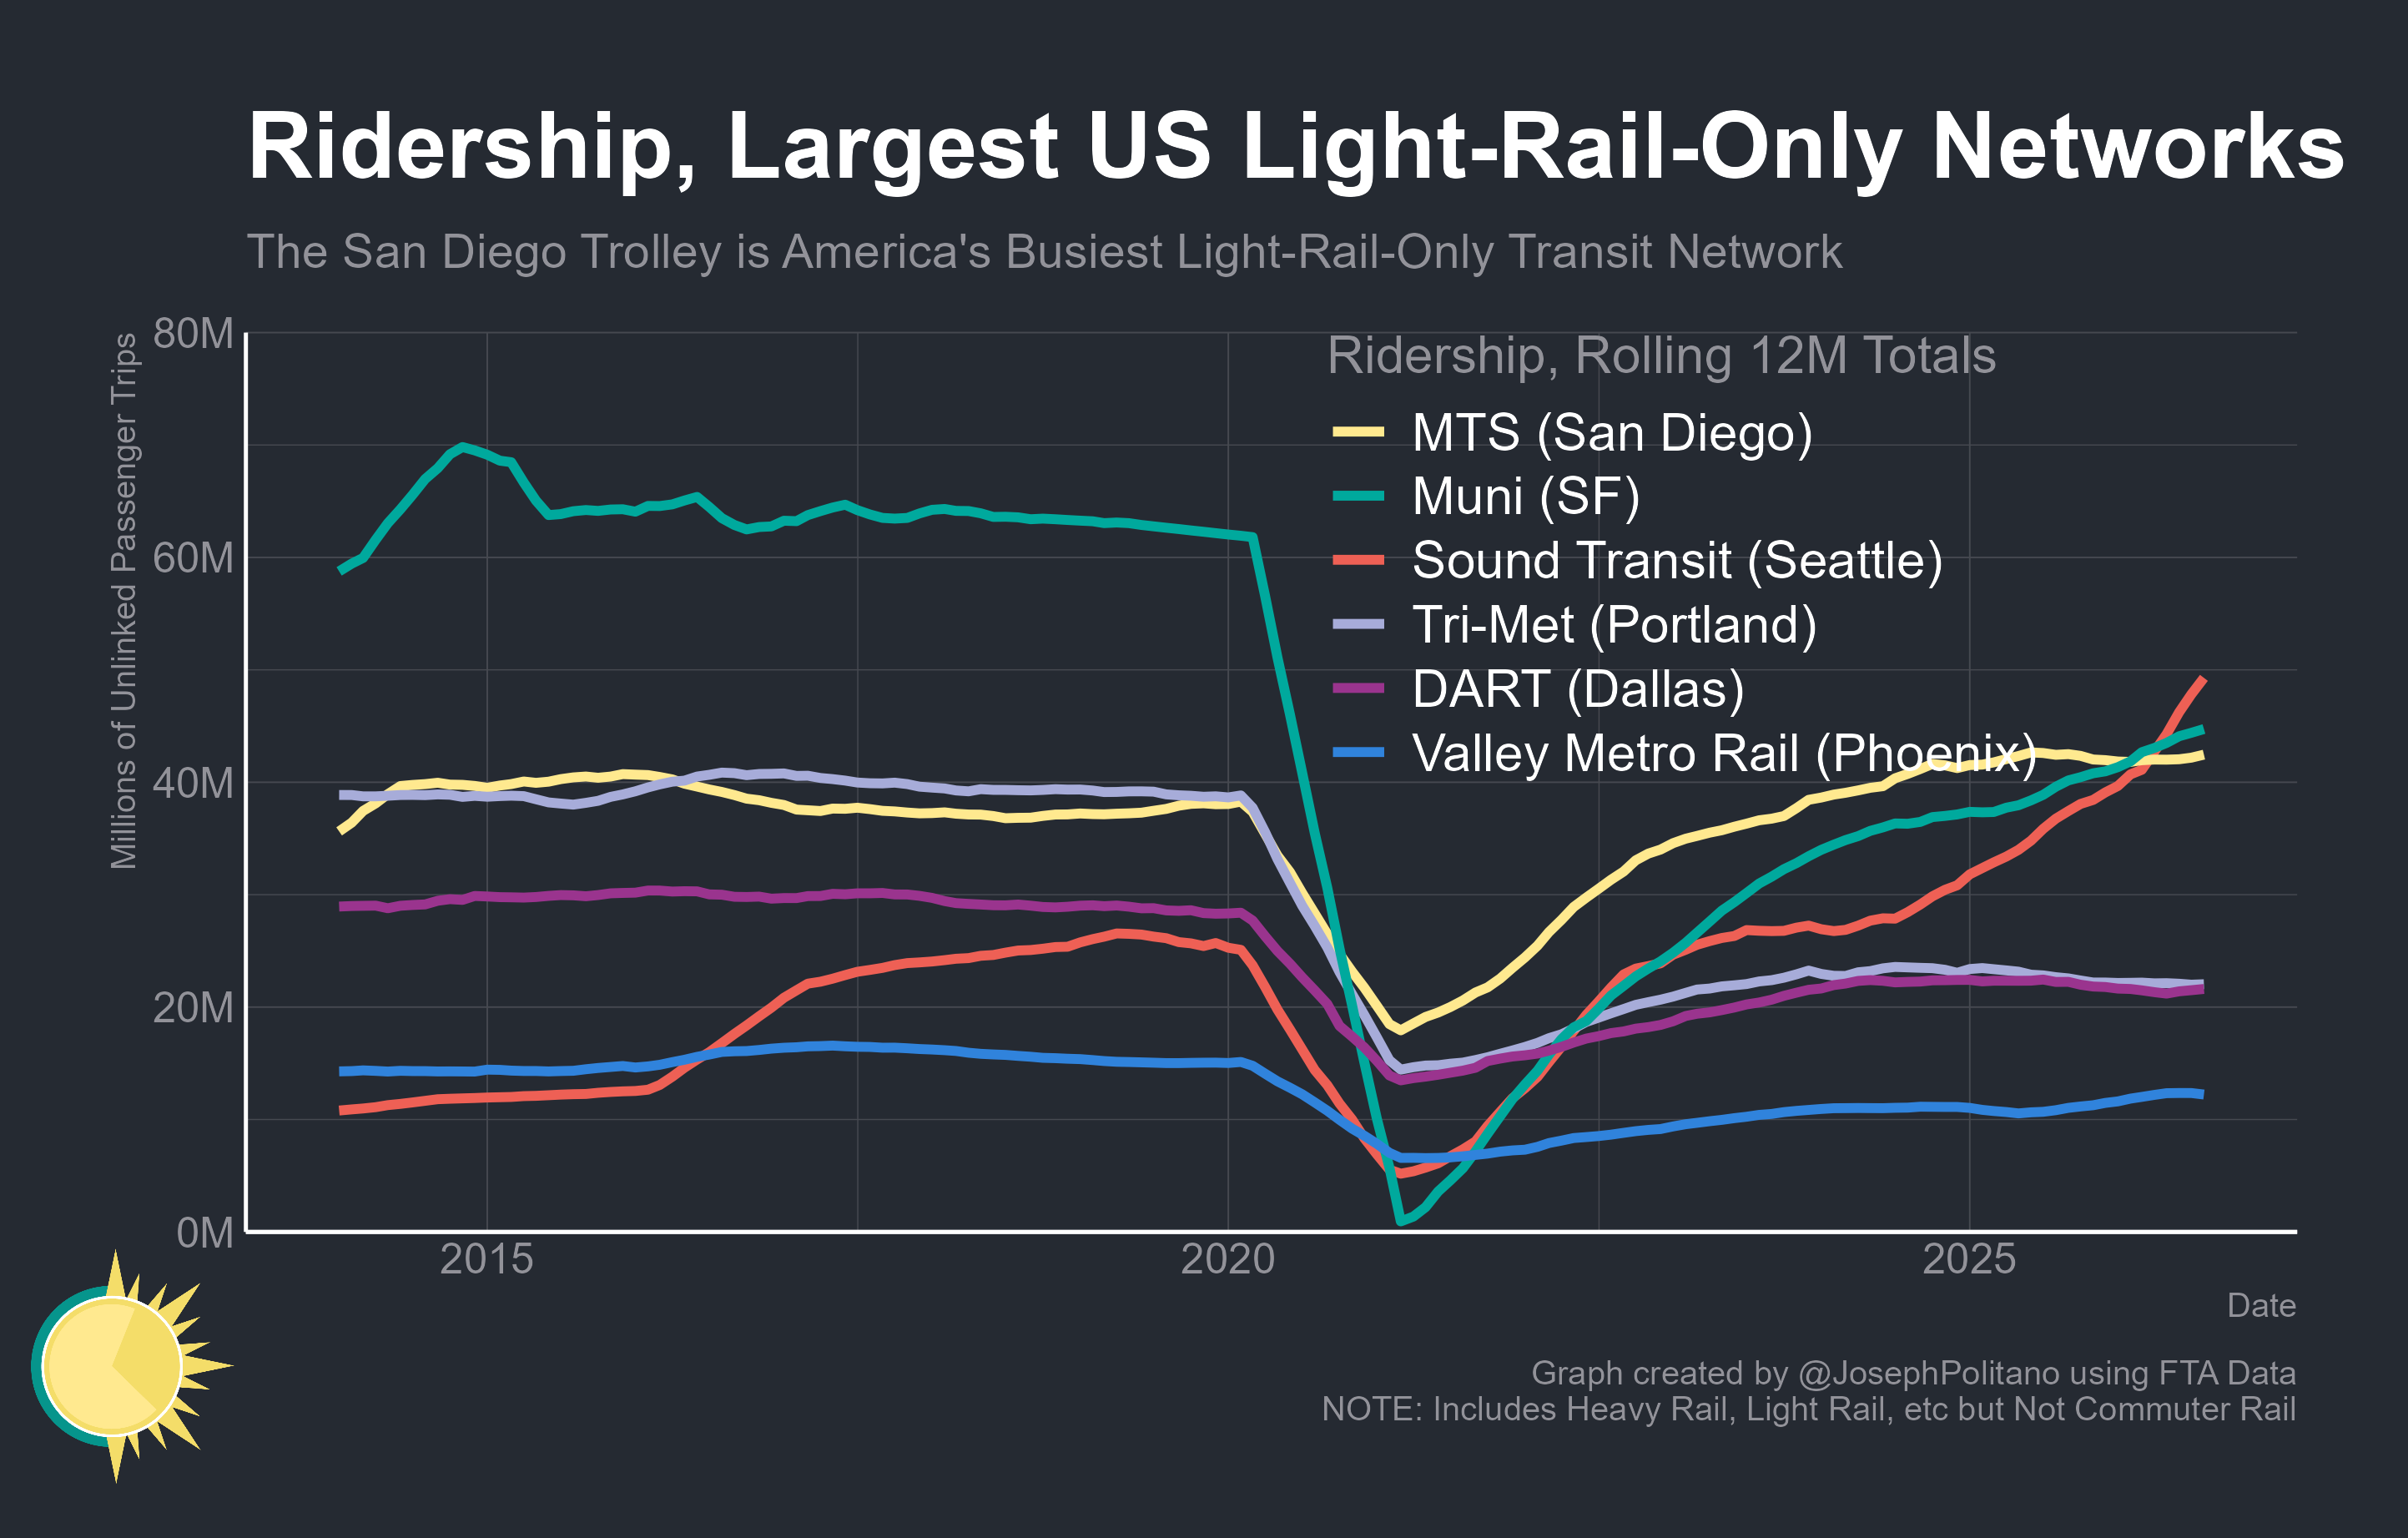 Ridership, Largest US Light-Rail-Only Networks
The San Diego Trolley is America's Busiest Light-Rail-Only Transit Network
Millions of Unlinked Passenger Trips
80M
60M
40M
20M
0M
Ridership, Rolling 12M Totals
MTS (San Diego)
Muni (SF)
Sound Transit (Seattle)
Tri-Met (Portland)
DART (Dallas)
Valley Metro Rail (Phoenix)
2015
2020
2025
Date
Graph created by @JosephPolitano using FTA Data
NOTE: Includes Heavy Rail, Light Rail, etc but Not Commuter Rail